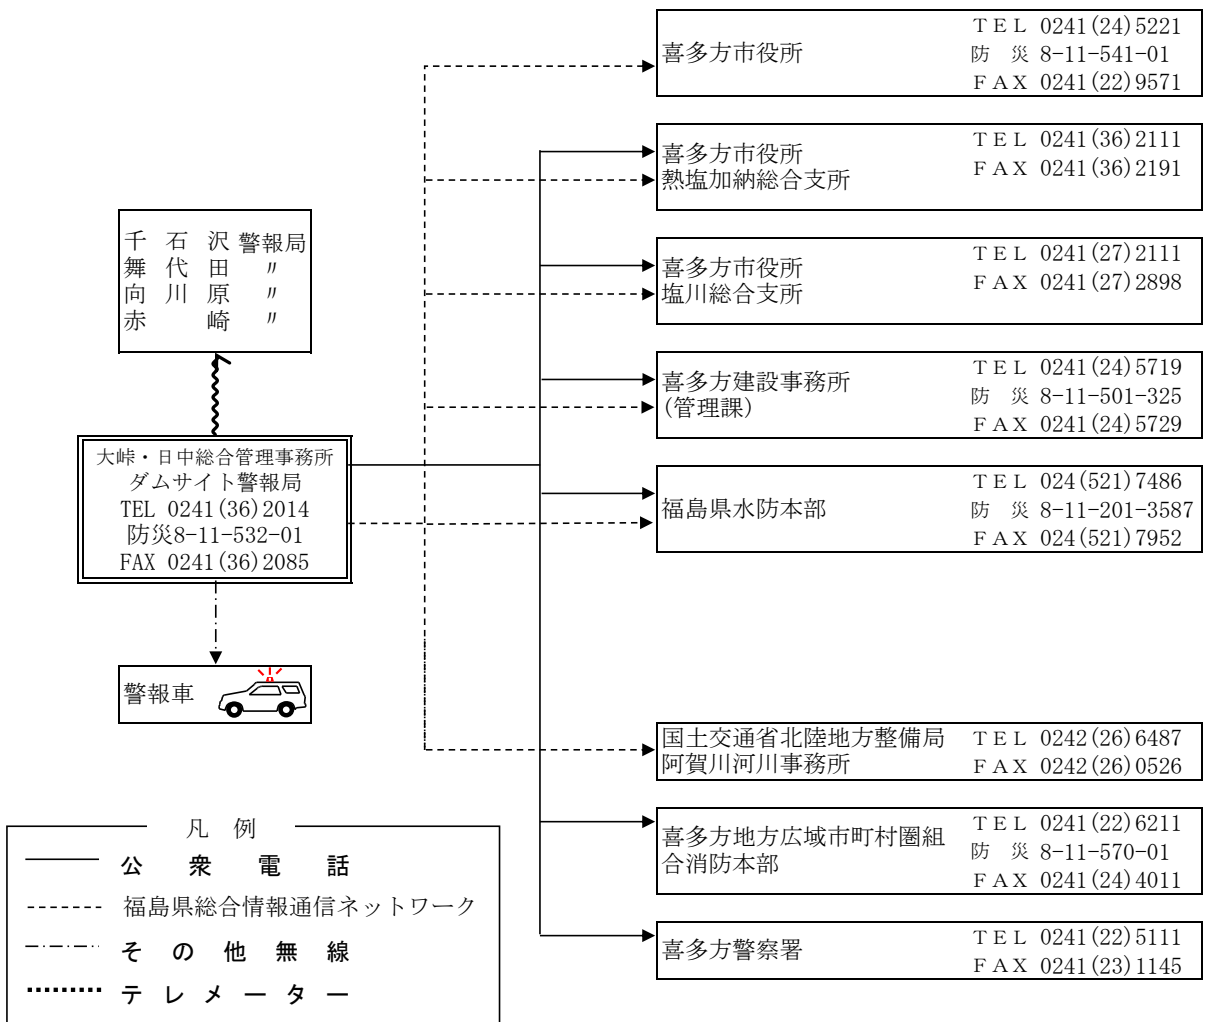 喜多方市役所
ＴＥＬ 0241(24)5221
防　災 8-11-541-01
ＦＡＸ 0241(22)9571
喜多方市役所
熱塩加納総合支所
ＴＥＬ 0241(36)2111
ＦＡＸ 0241(36)2191
千石沢警報局
舞代田〃
向川原〃
赤　崎〃
喜多方市役所
塩川総合支所
ＴＥＬ 0241(27)2111
ＦＡＸ 0241(27)2898
喜多方建設事務所
(管理課)
ＴＥＬ 0241(24)5719
防　災 8-11-501-325
ＦＡＸ 0241(24)5729
大峠・日中総合管理事務所
ダムサイト警報局
TEL 0241(36)2014
防災8-11-532-01
FAX 0241(36)2085
福島県水防本部
ＴＥＬ 024(521)7486
防　災 8-11-201-3587
ＦＡＸ 024(521)7952
警報車
国土交通省北陸地方整備局
阿賀川河川事務所
ＴＥＬ 0242(26)6487
ＦＡＸ 0242(26)0526
喜多方地方広域市町村圏組
合消防本部
ＴＥＬ 0241(22)6211
防　災 8-11-570-01
ＦＡＸ 0241(24)4011
喜多方警察署
ＴＥＬ 0241(22)5111
ＦＡＸ 0241(23)1145
凡　例
公衆電話
福島県総合情報通信ネットワーク
その他無線
テレメーター